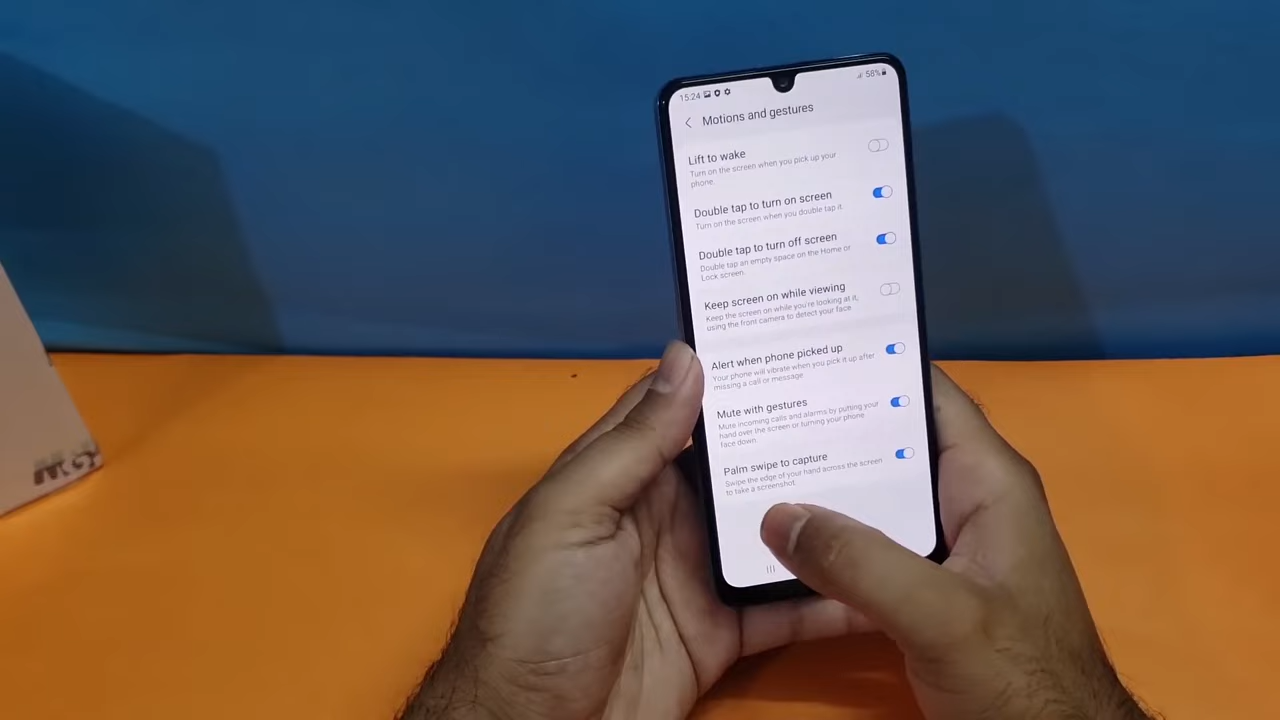 15:24 58%
Motions and gestures
Lift to wake
Turn on the screen when you pick up your
phone.
Double tap to turn on screen
Turn on the screen when you double tap it.
Double tap to turn off screen
Double tap an empty space on the Home or
Lock screen.
Keep screen on while viewing
Keep the screen on while you're looking at it,
using the front camera to detect your face
Alert when phone picked up
Your phone will vibrate when you pick it up after
missing a call or message
Mute with gestures
Mute incoming calls and alarms by putting your
hand over the screen or turning your phone
face down.
Palm swipe to capture
Swipe the edge of your hand across the screen
to take a screenshot.